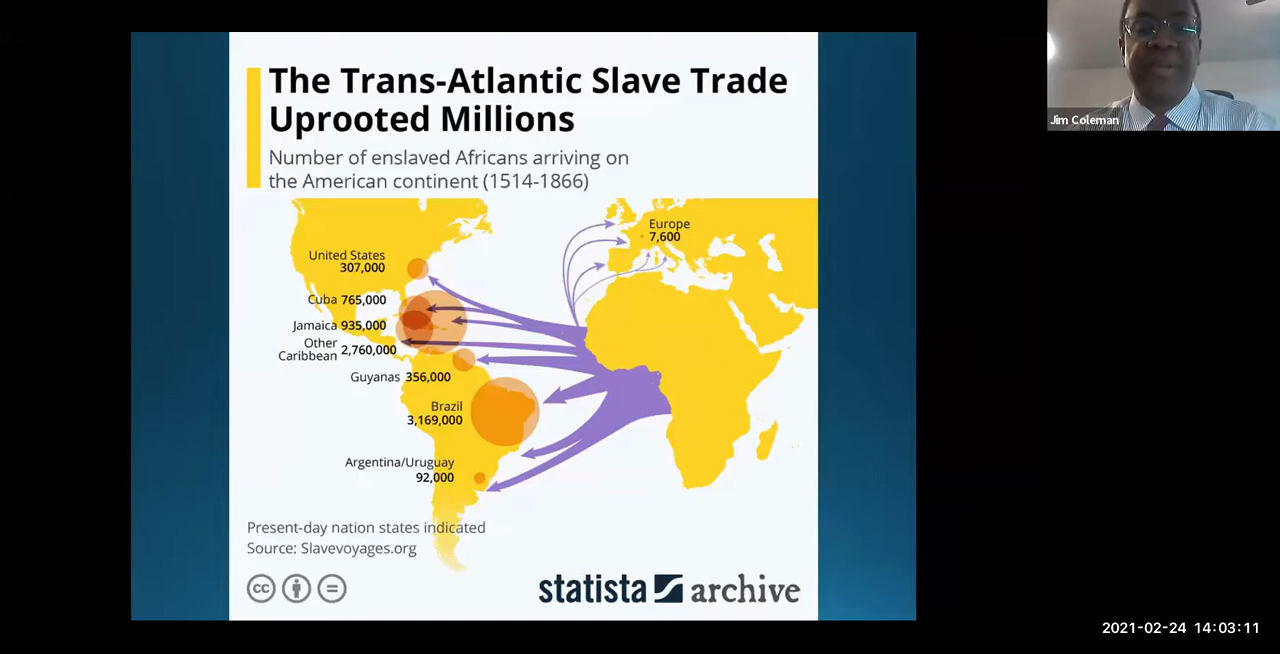 The Trans-Atlantic Slave Trade
Uprooted Millions
Number of enslaved Africans arriving on
the American continent (1514-1866)
Europe
7,600
United States
307,000
Cuba 765,000
Jamaica 935,000
Other
Caribbean 2,760,000
Guyanas 356,000
Brazil
3,169,000
Argentina/Uruguay
92,000
Present-day nation states indicated
Source: Slavevoyages.org
cc
statista archive
Jim Coleman
2021-02-24 14:03:11